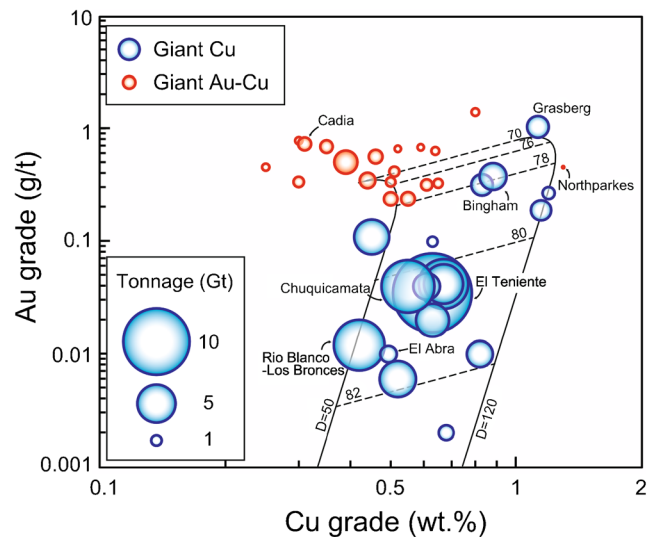 Giant Cu
Giant Au-Cu
Cadia
Grasberg
70
76
78
Northparkes
Bingham
80
Chuquicamata
El Teniente
El Abra
Rio Blanco
-Los Bronces
82
D=50
D=120
Tonnage (Gt)
10
5
1
Au grade (g/t)
10
1
0.1
0.01
0.001
0.1
0.5
1
2
Cu grade (wt.%)